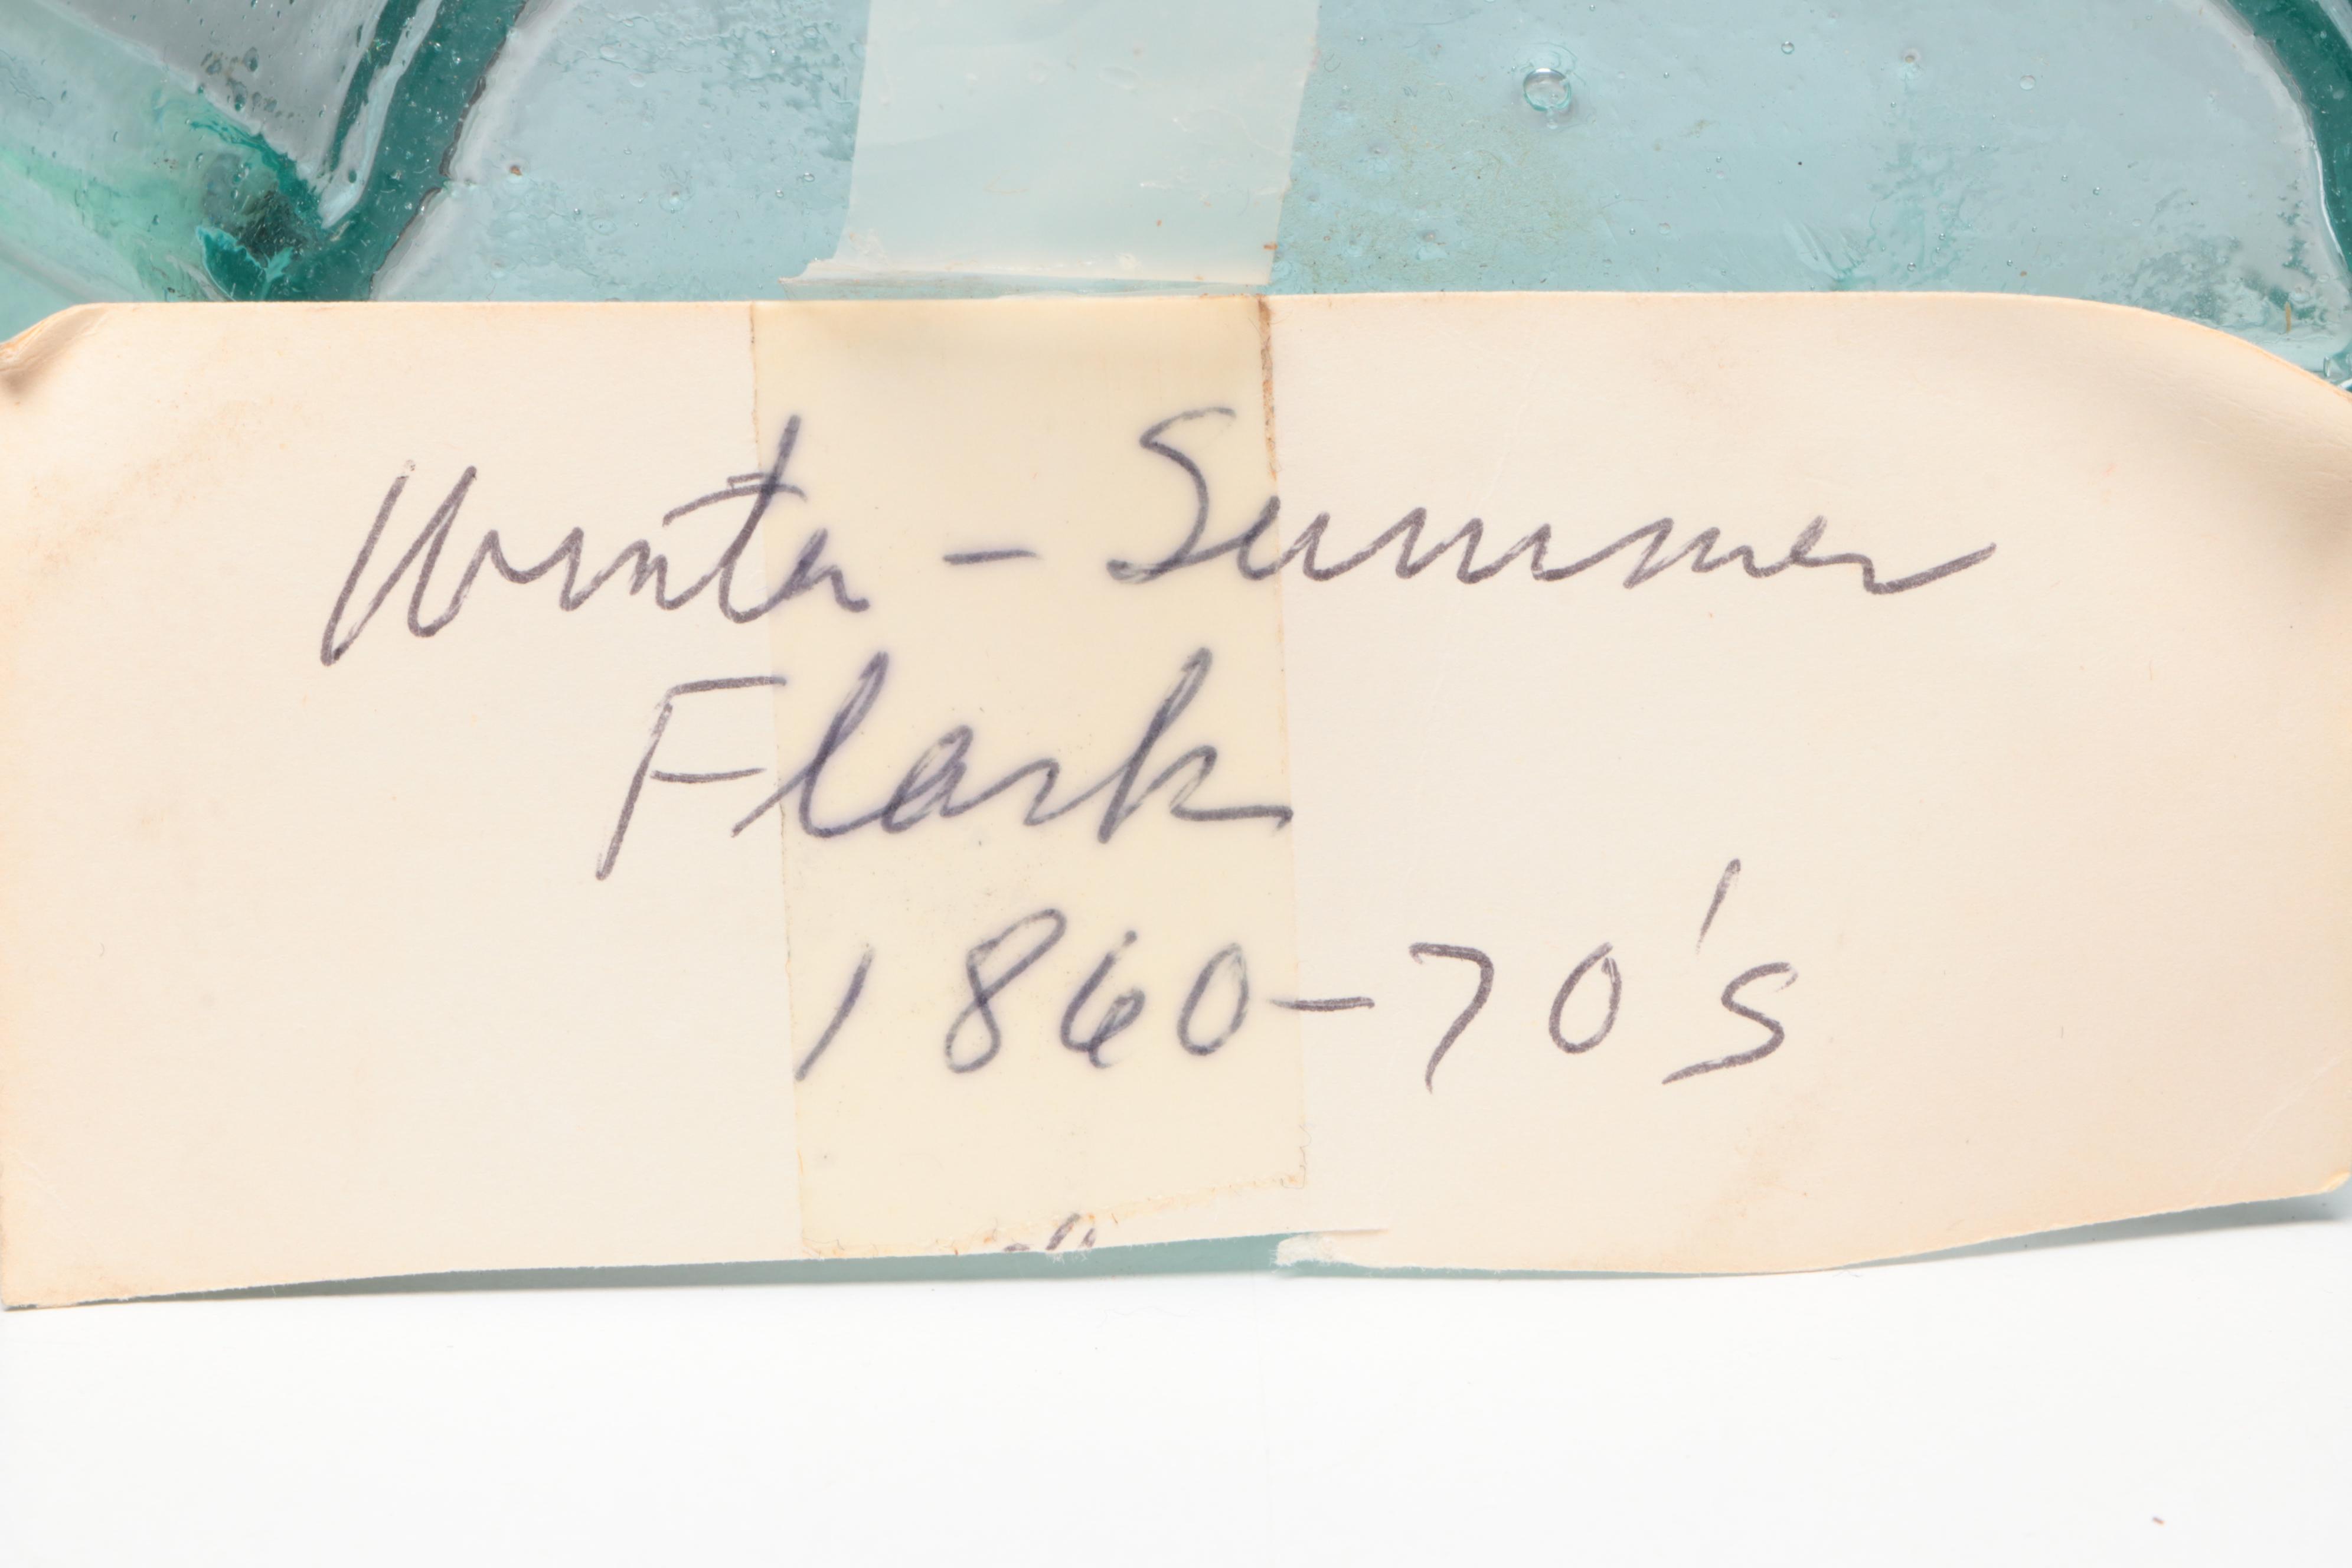 Winter - Summer
Flask
1860-70's